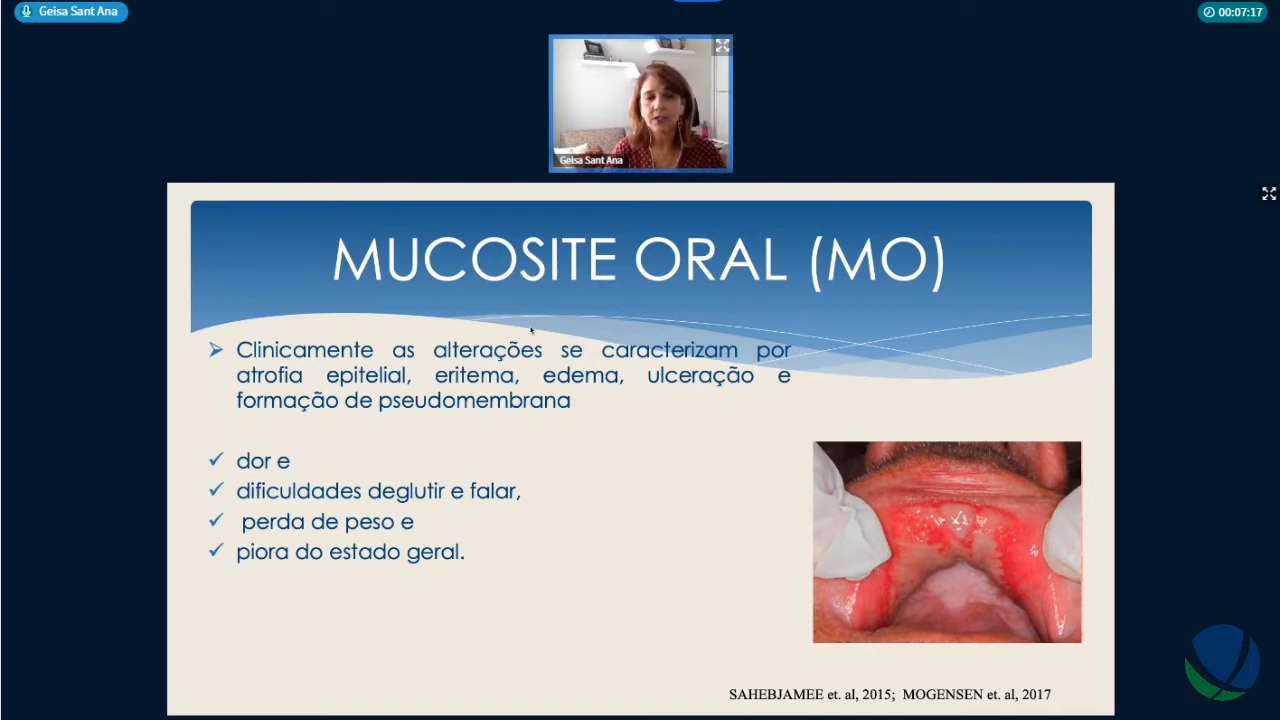 Geisa Sant Ana
00:07:17
Geisa Sant Ana
MUCOSITE ORAL (MO)
Clinicamente as alterações se caracterizam por
atrofia epitelial, eritema, edema, ulceração e
formação de pseudomembrana
dor e
dificuldades deglutir e falar,
perda de peso e
piora do estado geral.
SAHEBJAMEE et. al, 2015; MOGENSEN et. al, 2017